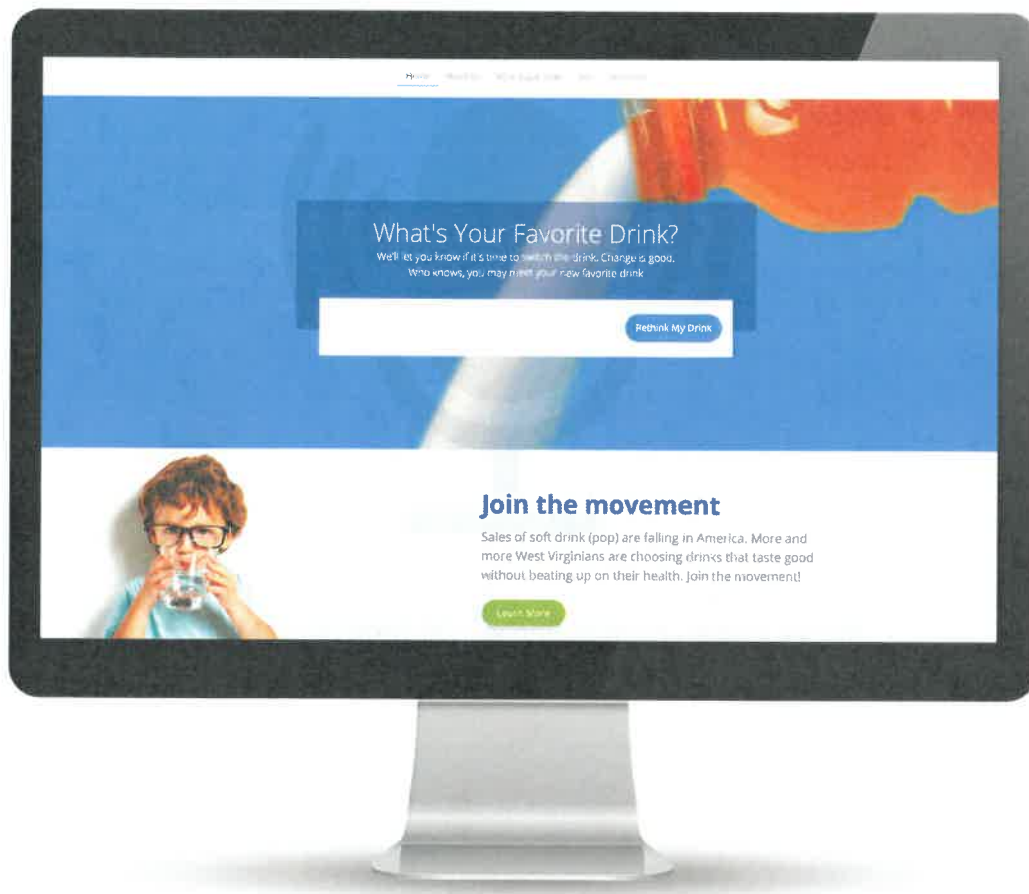 Home
What's Your Favorite Drink?
We'll let you know if it's time to switch the drink. Change is good.
Who knows, you may meet your new favorite drink
Rethink My Drink
Join the movement
Sales of soft drink (pop) are falling in America. More and
more West Virginians are choosing drinks that taste good
without beating up on their health. Join the movement!
Learn More